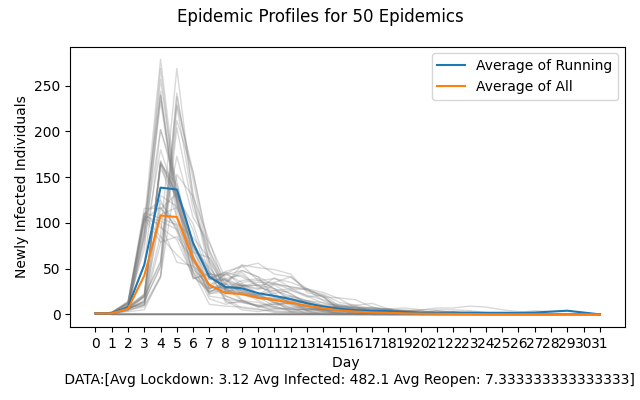 Epidemic Profiles for 50 Epidemics
Average of Running
Average of All
Newly Infected Individuals
250
200
150
100
50
0
0 1 2 3 4 5 6 7 8 9 10 11 12 13 14 15 16 17 18 19 20 21 22 23 24 25 26 27 28 29 30 31
Day
DATA:[Avg Lockdown: 3.12 Avg Infected: 482.1 Avg Reopen: 7.333333333333333]